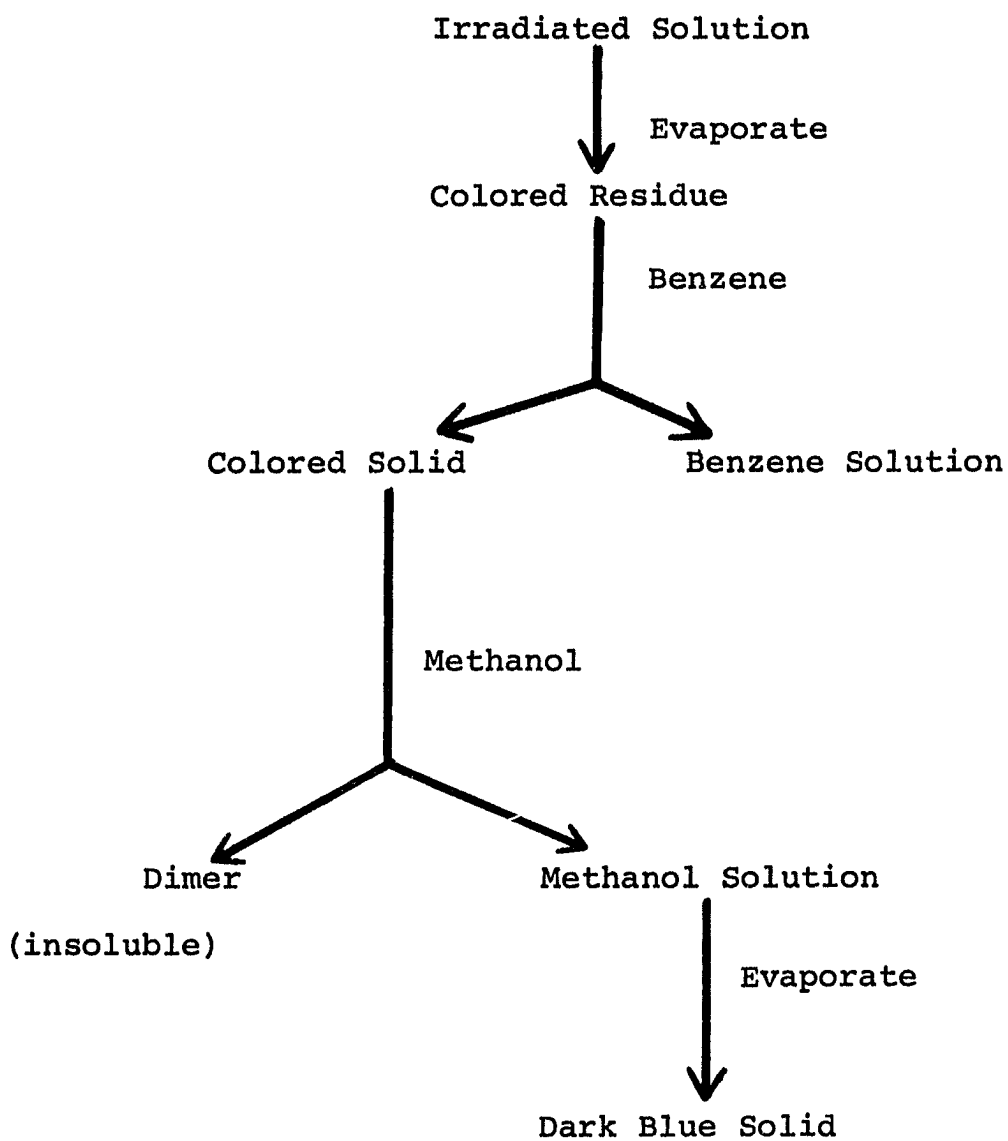 Irradiated Solution
Evaporate
Colored Residue
Benzene
Colored Solid
Benzene Solution
Methanol
Dimer
Methanol Solution
(insoluble)
Evaporate
Dark Blue Solid